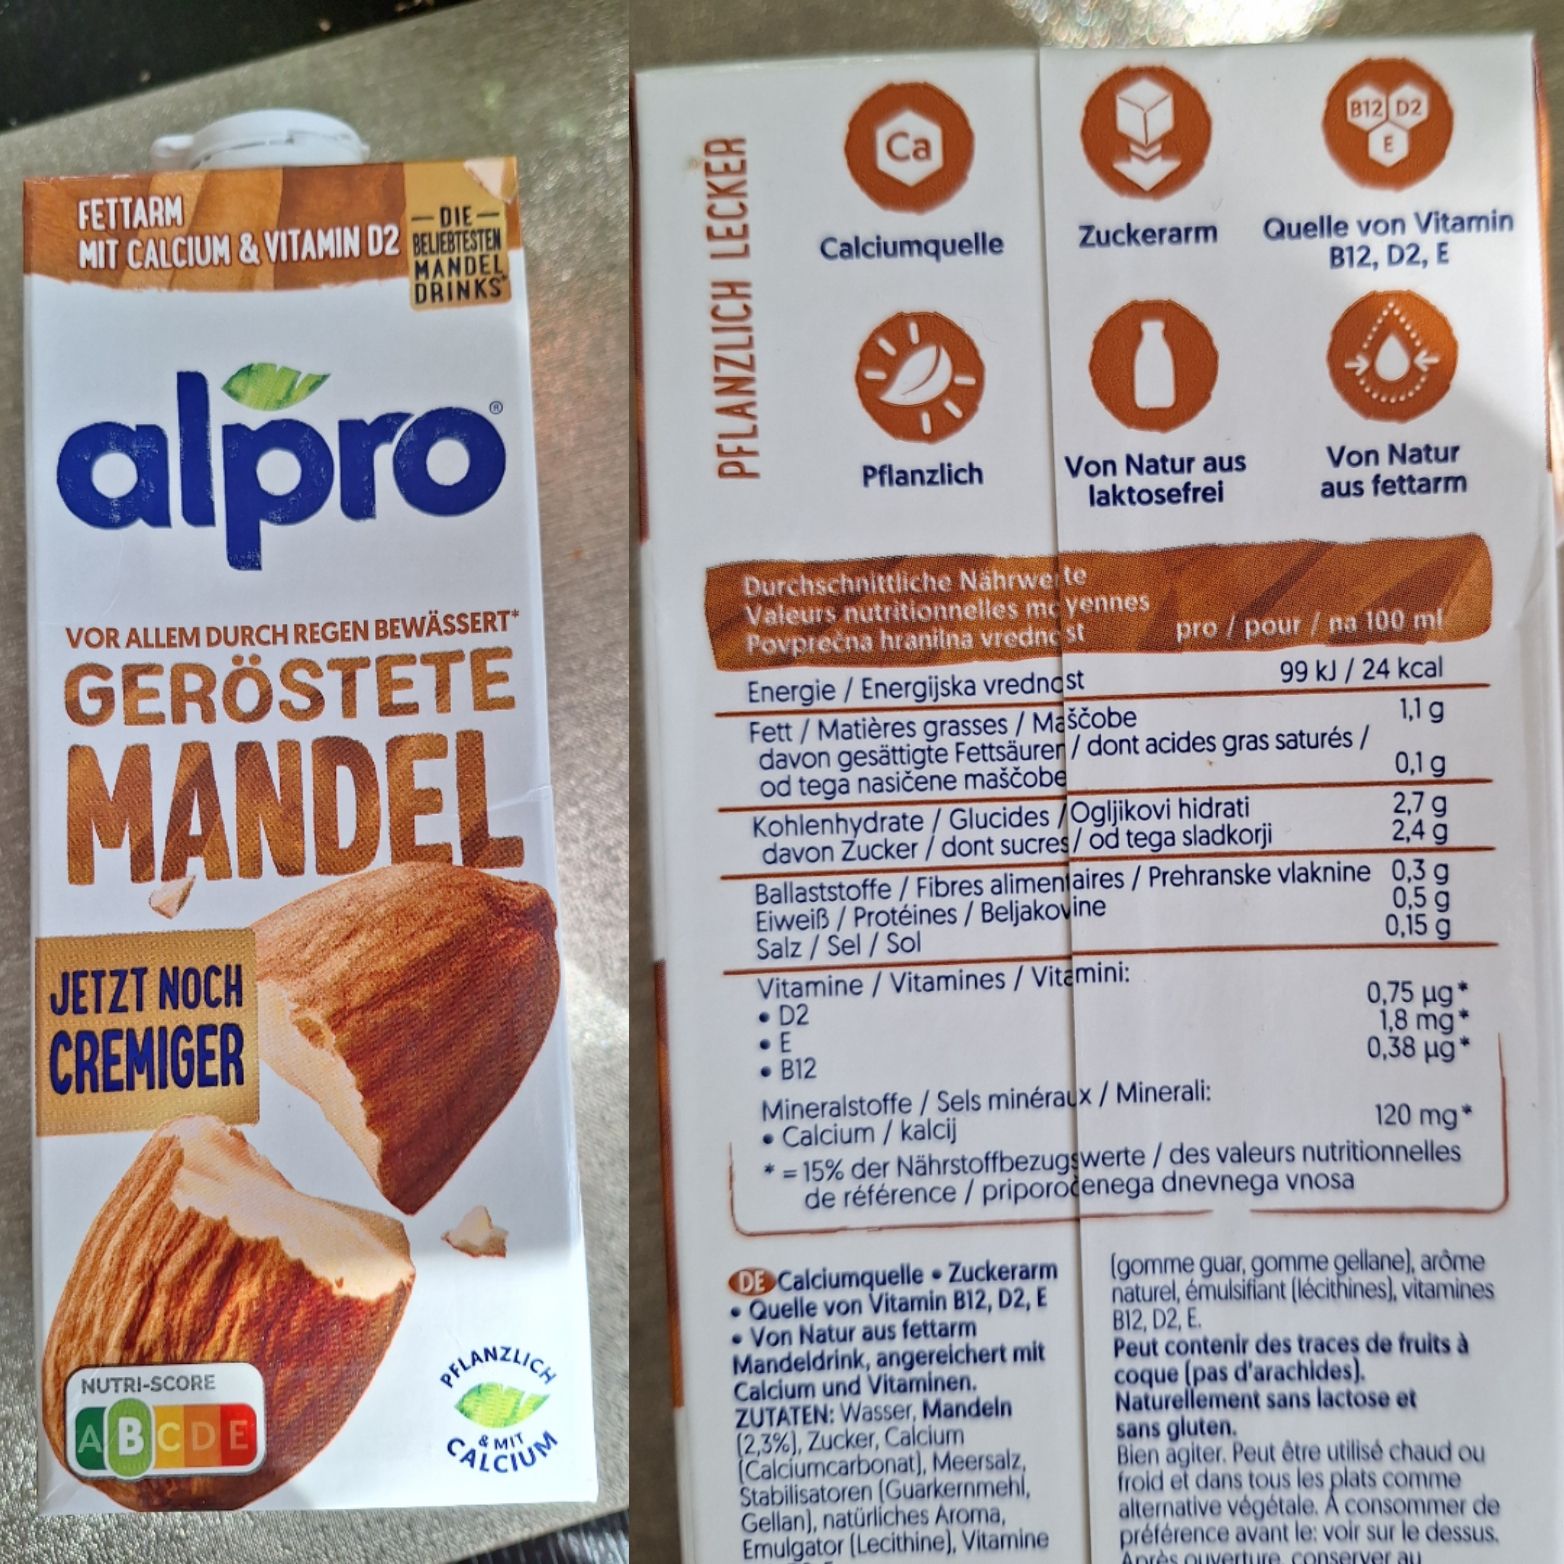 FETTARM
MIT CALCIUM & VITAMIN D2
DIE
BELIEBTESTEN
MANDEL
DRINKS*
alpro®
VOR ALLEM DURCH REGEN BEWÄSSERT*
GERÖSTETE
MANDEL
JETZT NOCH
CREMIGER
NUTRI-SCORE
A B C D E
PFLANZLICH
& MIT
CALCIUM
PFLANZLICH LECKER
Ca
Calciumquelle
Zuckerarm
B12 D2
E
Quelle von Vitamin
B12, D2, E
Pflanzlich
Von Natur aus
laktosefrei
Von Natur
aus fettarm
Durchschnittliche Nährwerte
Valeurs nutritionnelles moyennes
Povprečna hranilna vrednost
pro / pour / na 100 ml
Energie / Energijska vrednost 99 kJ / 24 kcal
Fett / Matières grasses / Maščobe 1,1 g
davon gesättigte Fettsäuren / dont acides gras saturés /
od tega nasičene maščobe 0,1 g
Kohlenhydrate / Glucides / Ogljikovi hidrati 2,7 g
davon Zucker / dont sucres / od tega sladkorji 2,4 g
Ballaststoffe / Fibres alimentaires / Prehranske vlaknine 0,3 g
Eiweiß / Protéines / Beljakovine 0,5 g
Salz / Sel / Sol 0,15 g
Vitamine / Vitamines / Vitamini:
• D2 0,75 µg*
• E 1,8 mg*
• B12 0,38 µg*
Mineralstoffe / Sels minéraux / Minerali:
• Calcium / kalcij 120 mg*
* = 15% der Nährstoffbezugswerte / des valeurs nutritionnelles
de référence / priporočenega dnevnega vnosa
DE Calciumquelle • Zuckerarm
• Quelle von Vitamin B12, D2, E
• Von Natur aus fettarm
Mandeldrink, angereichert mit
Calcium und Vitaminen.
ZUTATEN: Wasser, Mandeln
(2,3%), Zucker, Calcium
(Calciumcarbonat), Meersalz,
Stabilisatoren (Guarkernmehl,
Gellan), natürliches Aroma,
Emulgator (Lecithine), Vitamine
(gomme guar, gomme gellane), arôme
naturel, émulsifiant (lécithines), vitamines
B12, D2, E.
Peut contenir des traces de fruits à
coque (pas d'arachides).
Naturellement sans lactose et
sans gluten.
Bien agiter. Peut être utilisé chaud ou
froid et dans tous les plats comme
alternative végétale. À consommer de
préférence avant le: voir sur le dessus.
Après ouverture, conserver au